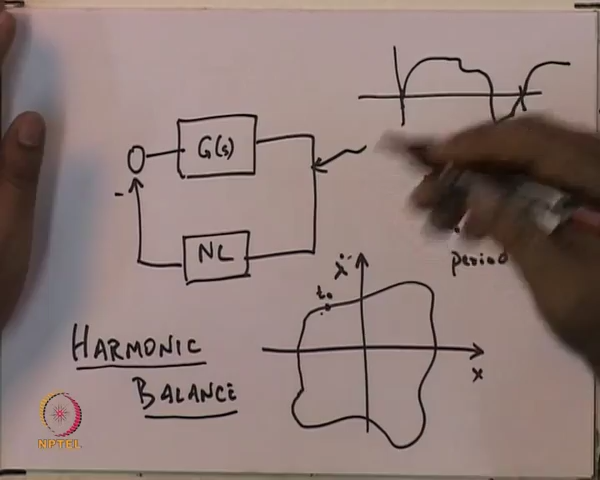 G(s)
-
NL
period
ẋ
t₀
x
HARMONIC
BALANCE
NPTEL